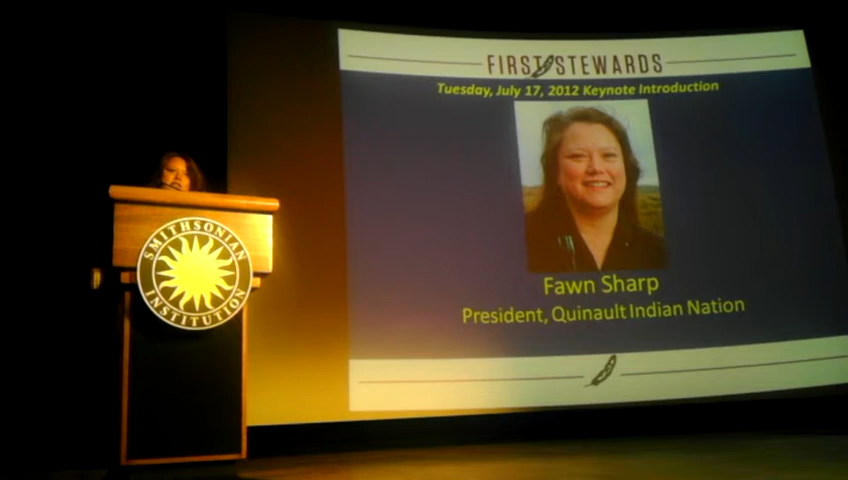 FIRST STEWARDS
Tuesday, July 17, 2012 Keynote Introduction
Fawn Sharp
President, Quinault Indian Nation
SMITHSONIAN
INSTITUTION